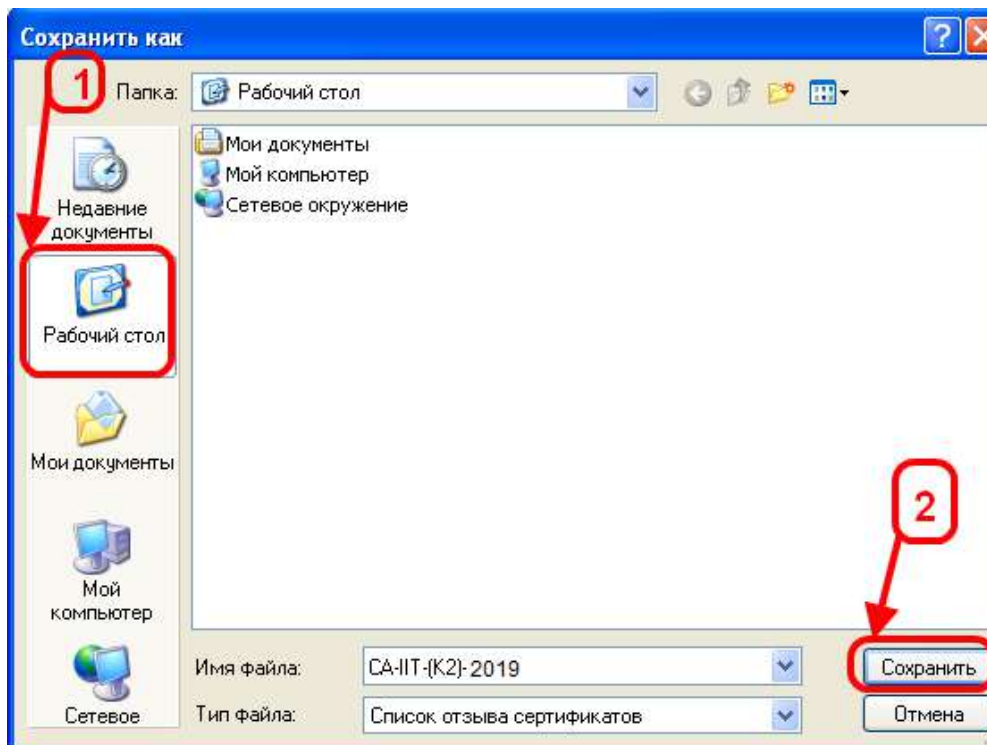 Сохранить как
1
Папка:
Рабочий стол
Недавние
документы
Рабочий стол
Мои документы
Мой
компьютер
Сетевое
Мои документы
Мой компьютер
Сетевое окружение
2
Имя файла:
CA-IIT-(K2)-2019
Сохранить
Тип файла:
Список отзыва сертификатов
Отмена